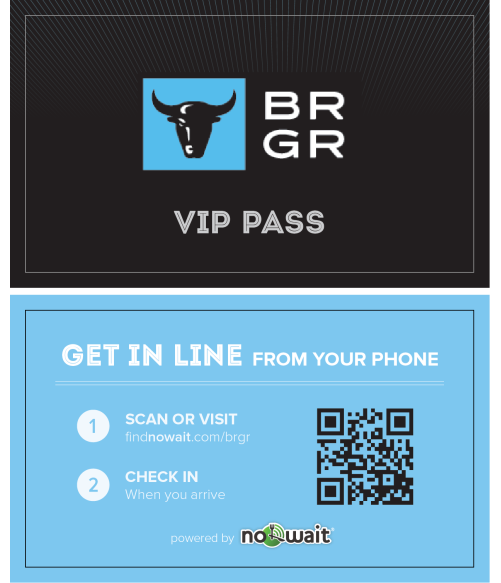 BR
GR
VIP PASS
GET IN LINE FROM YOUR PHONE
1 SCAN OR VISIT
findnowait.com/brgr
2 CHECK IN
When you arrive
powered by nowait